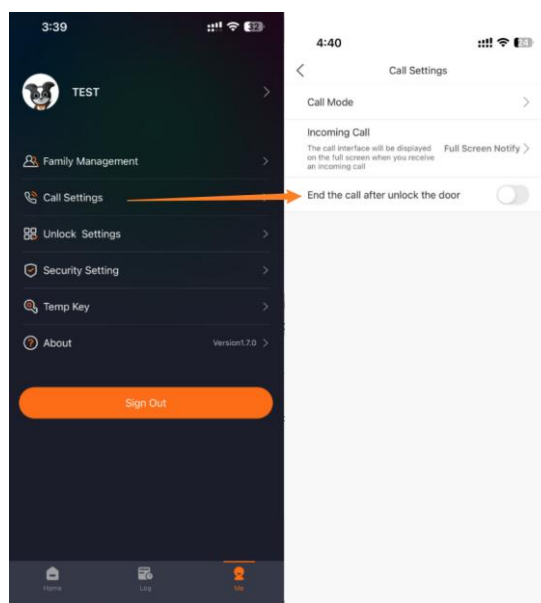 3:39
32
TEST
Family Management
Call Settings
Unlock Settings
Security Setting
Temp Key
About
Version1.7.0
Sign Out
Home
Log
Me
4:40
24
Call Settings
Call Mode
Incoming Call
The call interface will be displayed
on the full screen when you receive
an incoming call
Full Screen Notify
End the call after unlock the door